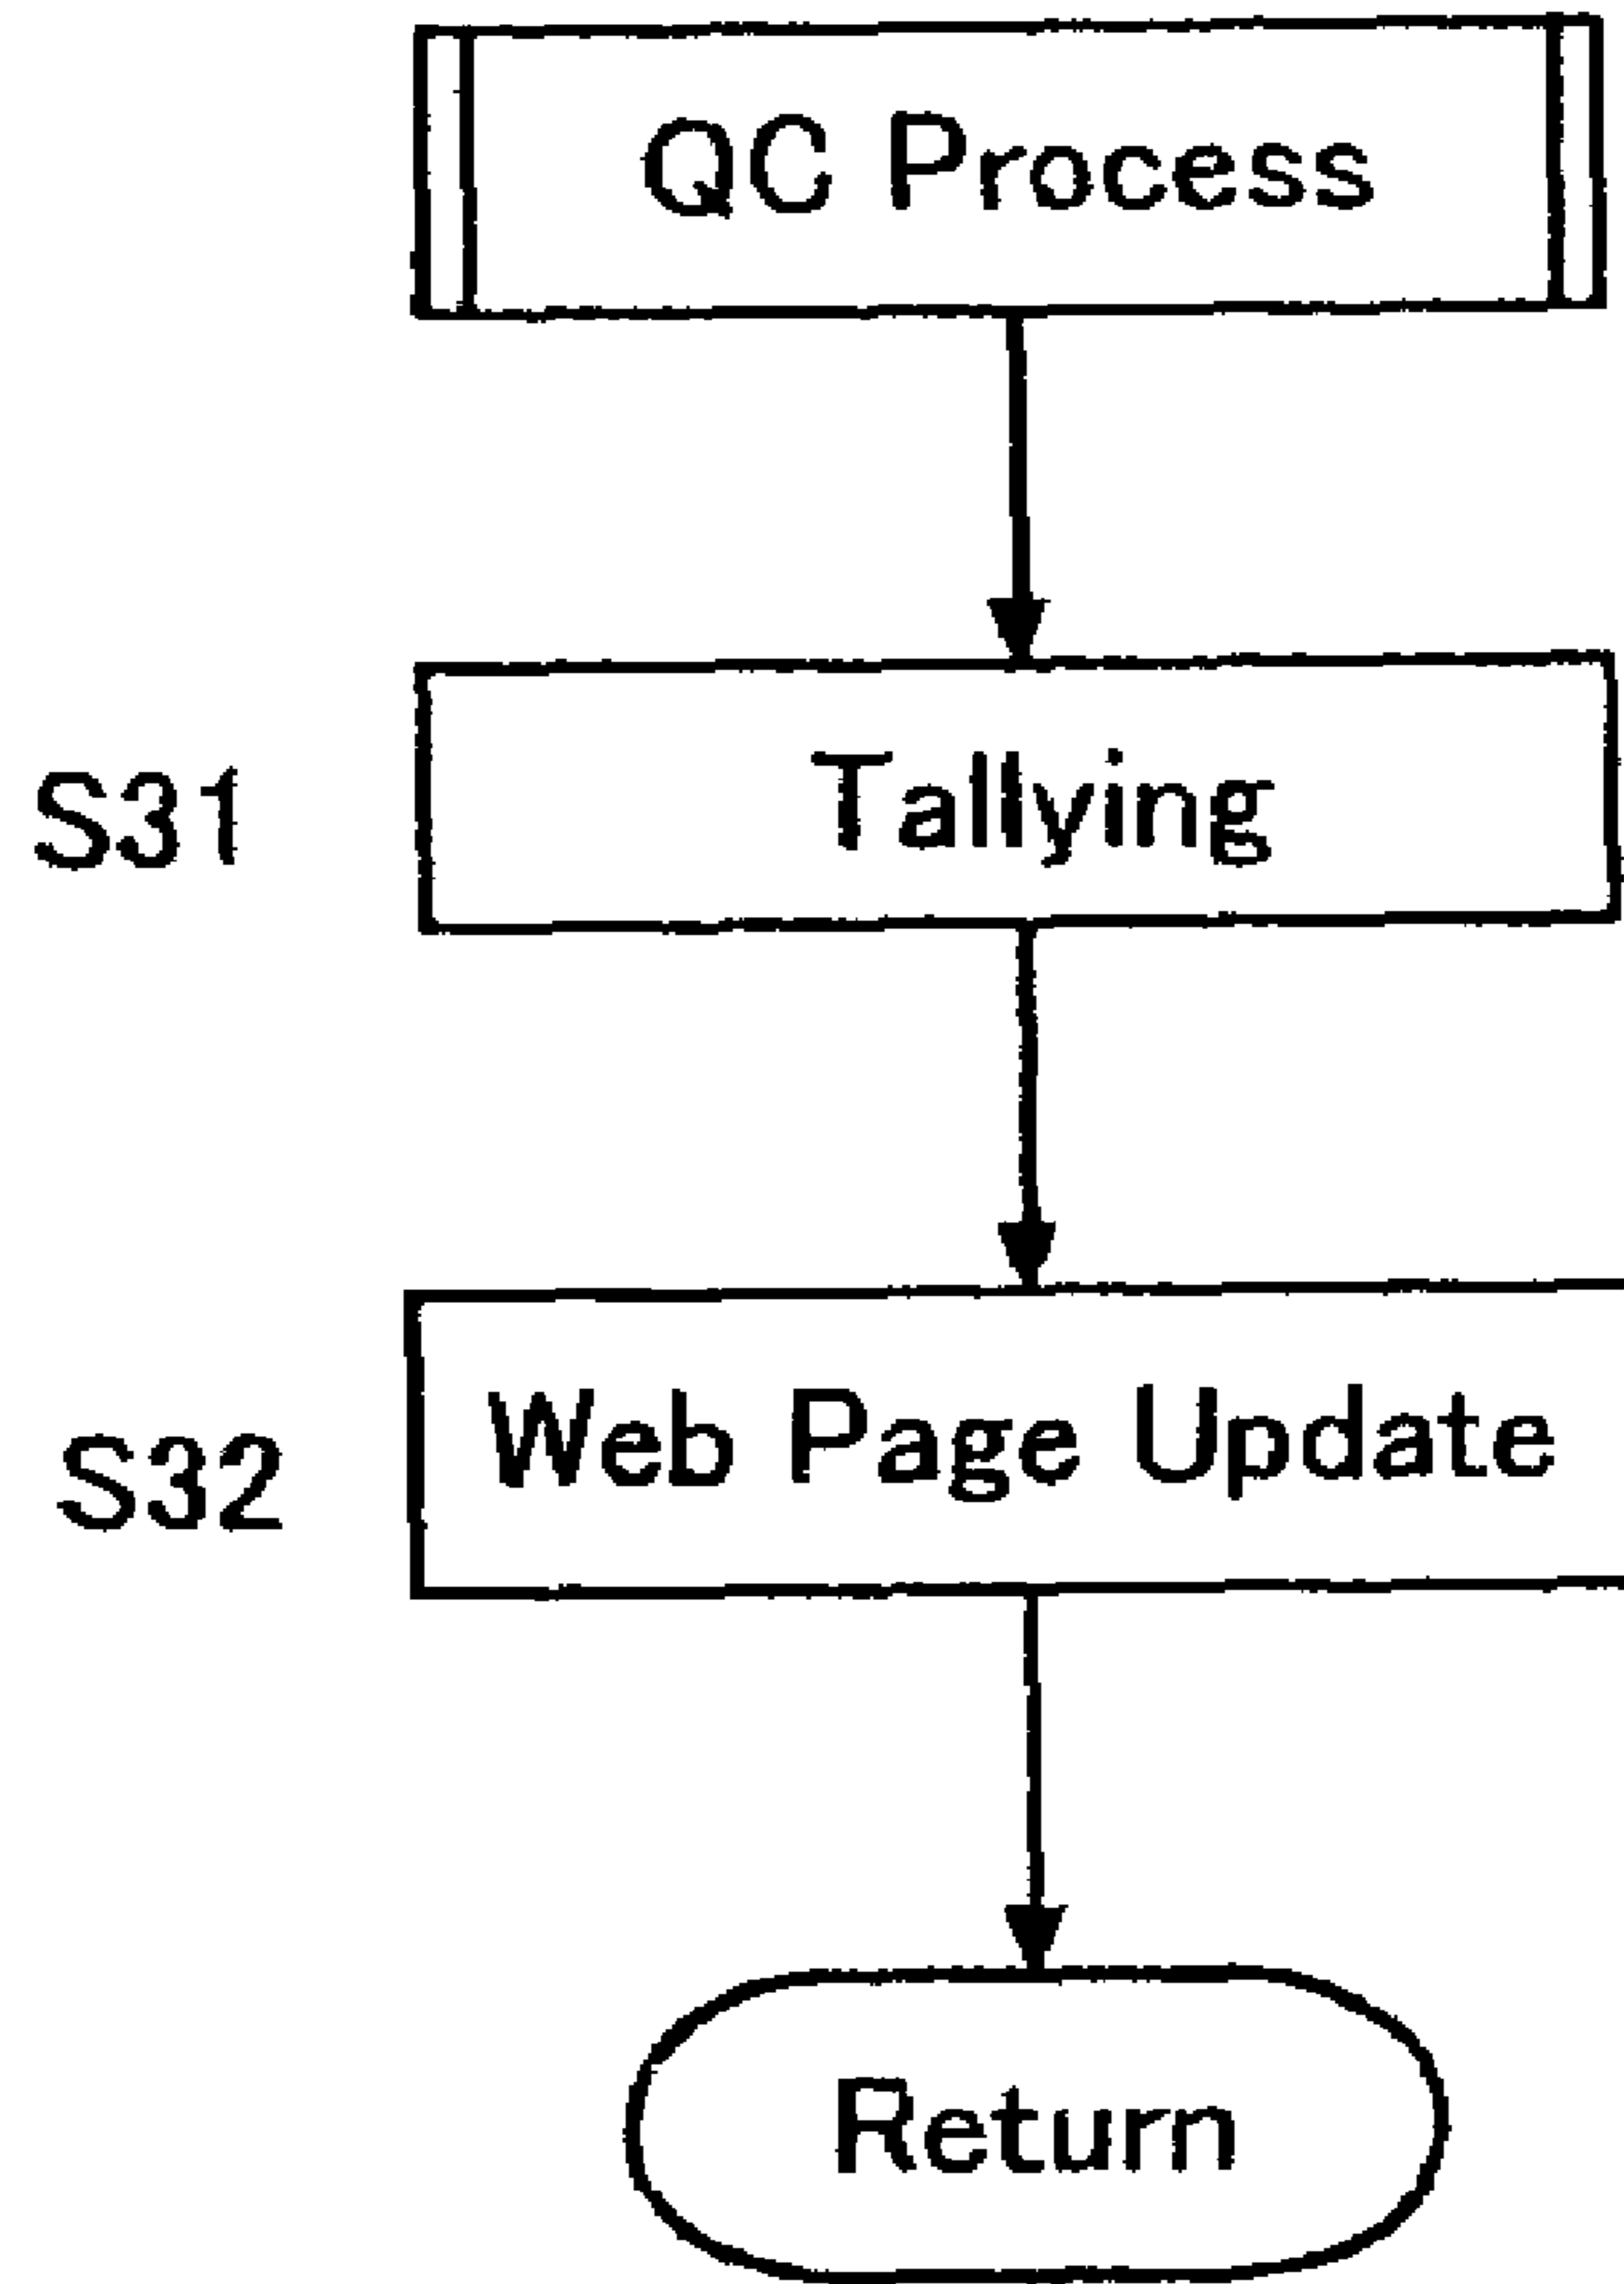 QC Process
S31 Tallying
S32 Web Page Update
Return